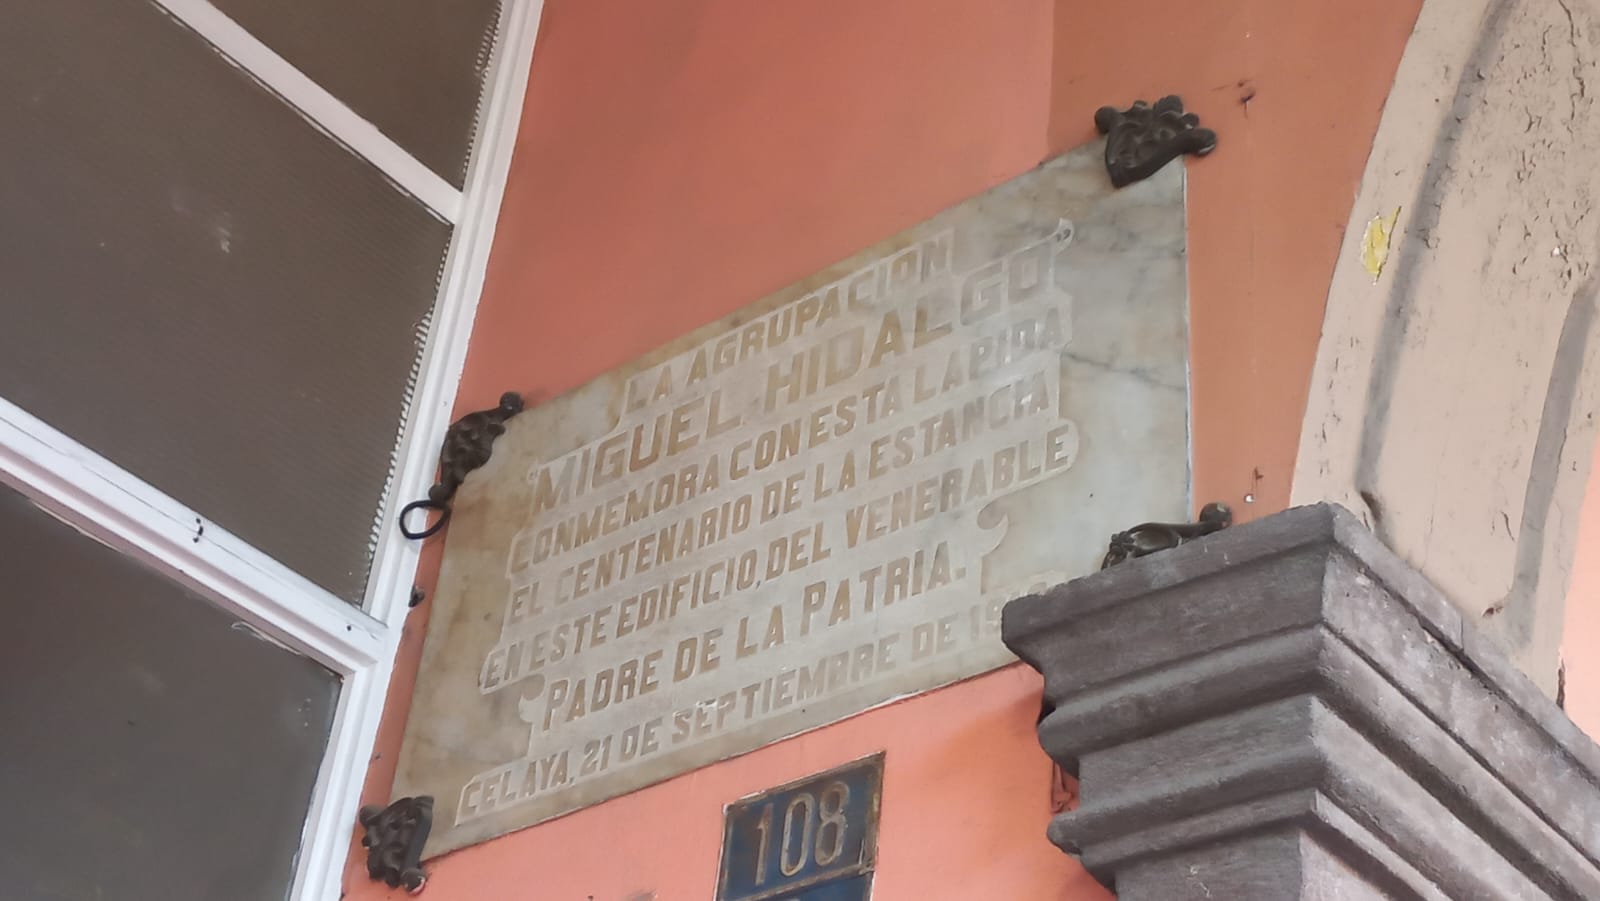 LA AGRUPACION
"MIGUEL HIDALGO"
CONMEMORA CON ESTA LAPIDA
EL CENTENARIO DE LA ESTANCIA
EN ESTE EDIFICIO, DEL VENERABLE
PADRE DE LA PATRIA.
CELAYA, 21 DE SEPTIEMBRE DE
108